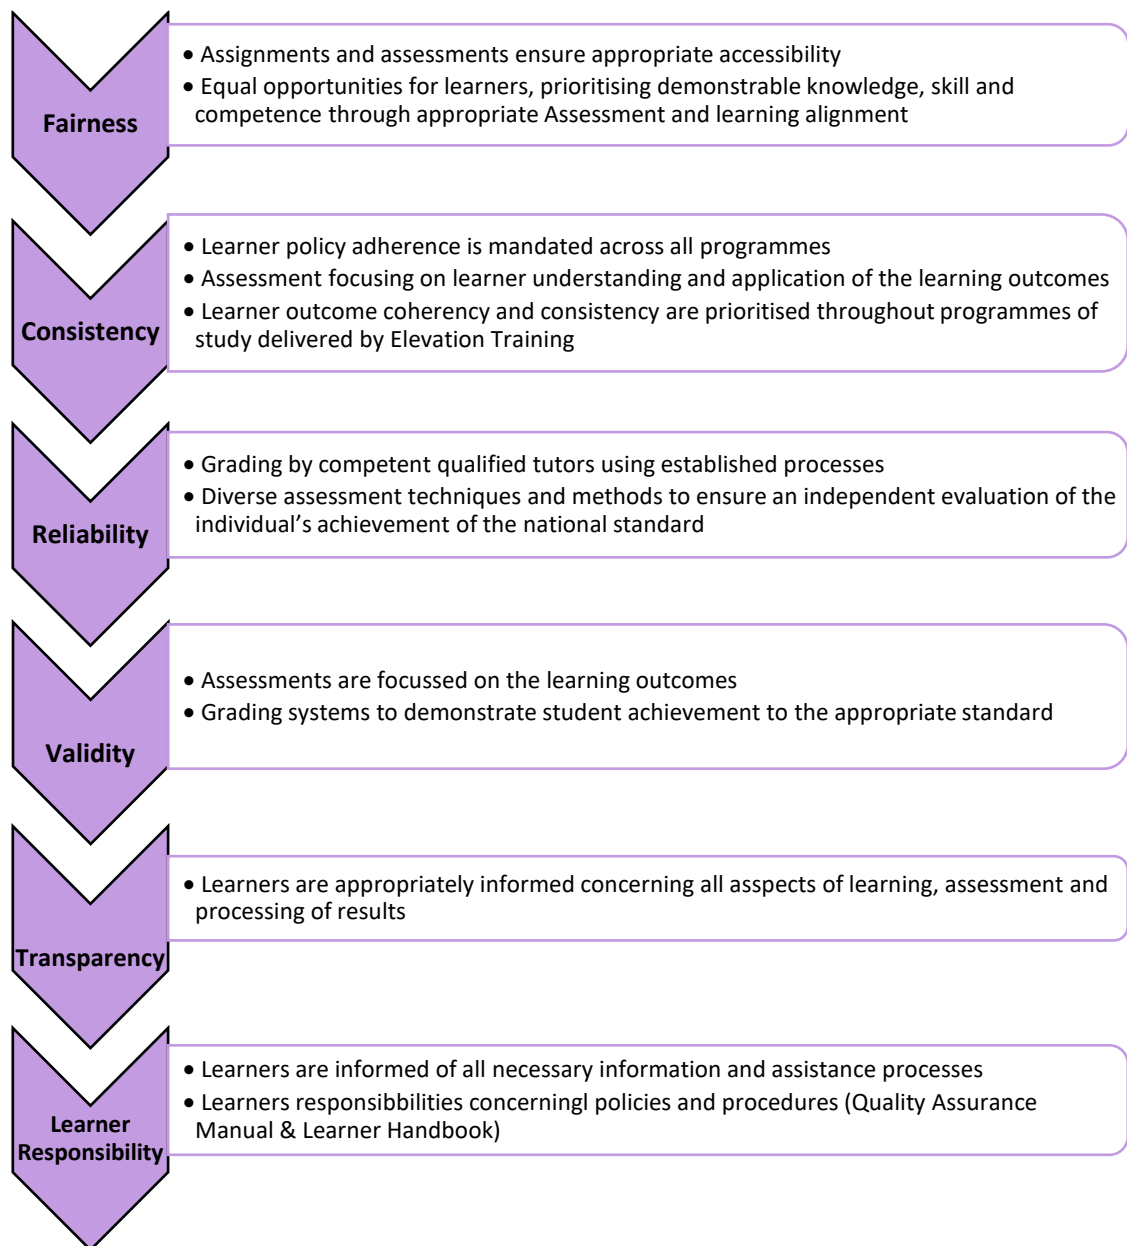 Fairness
• Assignments and assessments ensure appropriate accessibility
• Equal opportunities for learners, prioritising demonstrable knowledge, skill and
competence through appropriate Assessment and learning alignment
Consistency
• Learner policy adherence is mandated across all programmes
• Assessment focusing on learner understanding and application of the learning outcomes
• Learner outcome coherency and consistency are prioritised throughout programmes of
study delivered by Elevation Training
Reliability
• Grading by competent qualified tutors using established processes
• Diverse assessment techniques and methods to ensure an independent evaluation of the
individual’s achievement of the national standard
Validity
• Assessments are focussed on the learning outcomes
• Grading systems to demonstrate student achievement to the appropriate standard
Transparency
• Learners are appropriately informed concerning all asspects of learning, assessment and
processing of results
Learner
Responsibility
• Learners are informed of all necessary information and assistance processes
• Learners responsibbilities concerningl policies and procedures (Quality Assurance
Manual & Learner Handbook)